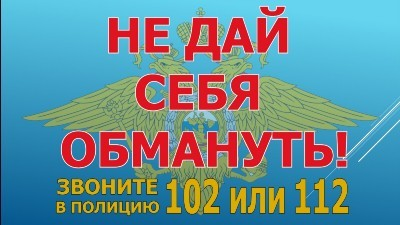 НЕ ДАЙ
СЕБЯ
ОБМАНУТЬ!
ЗВОНИТЕ
В ПОЛИЦИЮ 102 ИЛИ 112